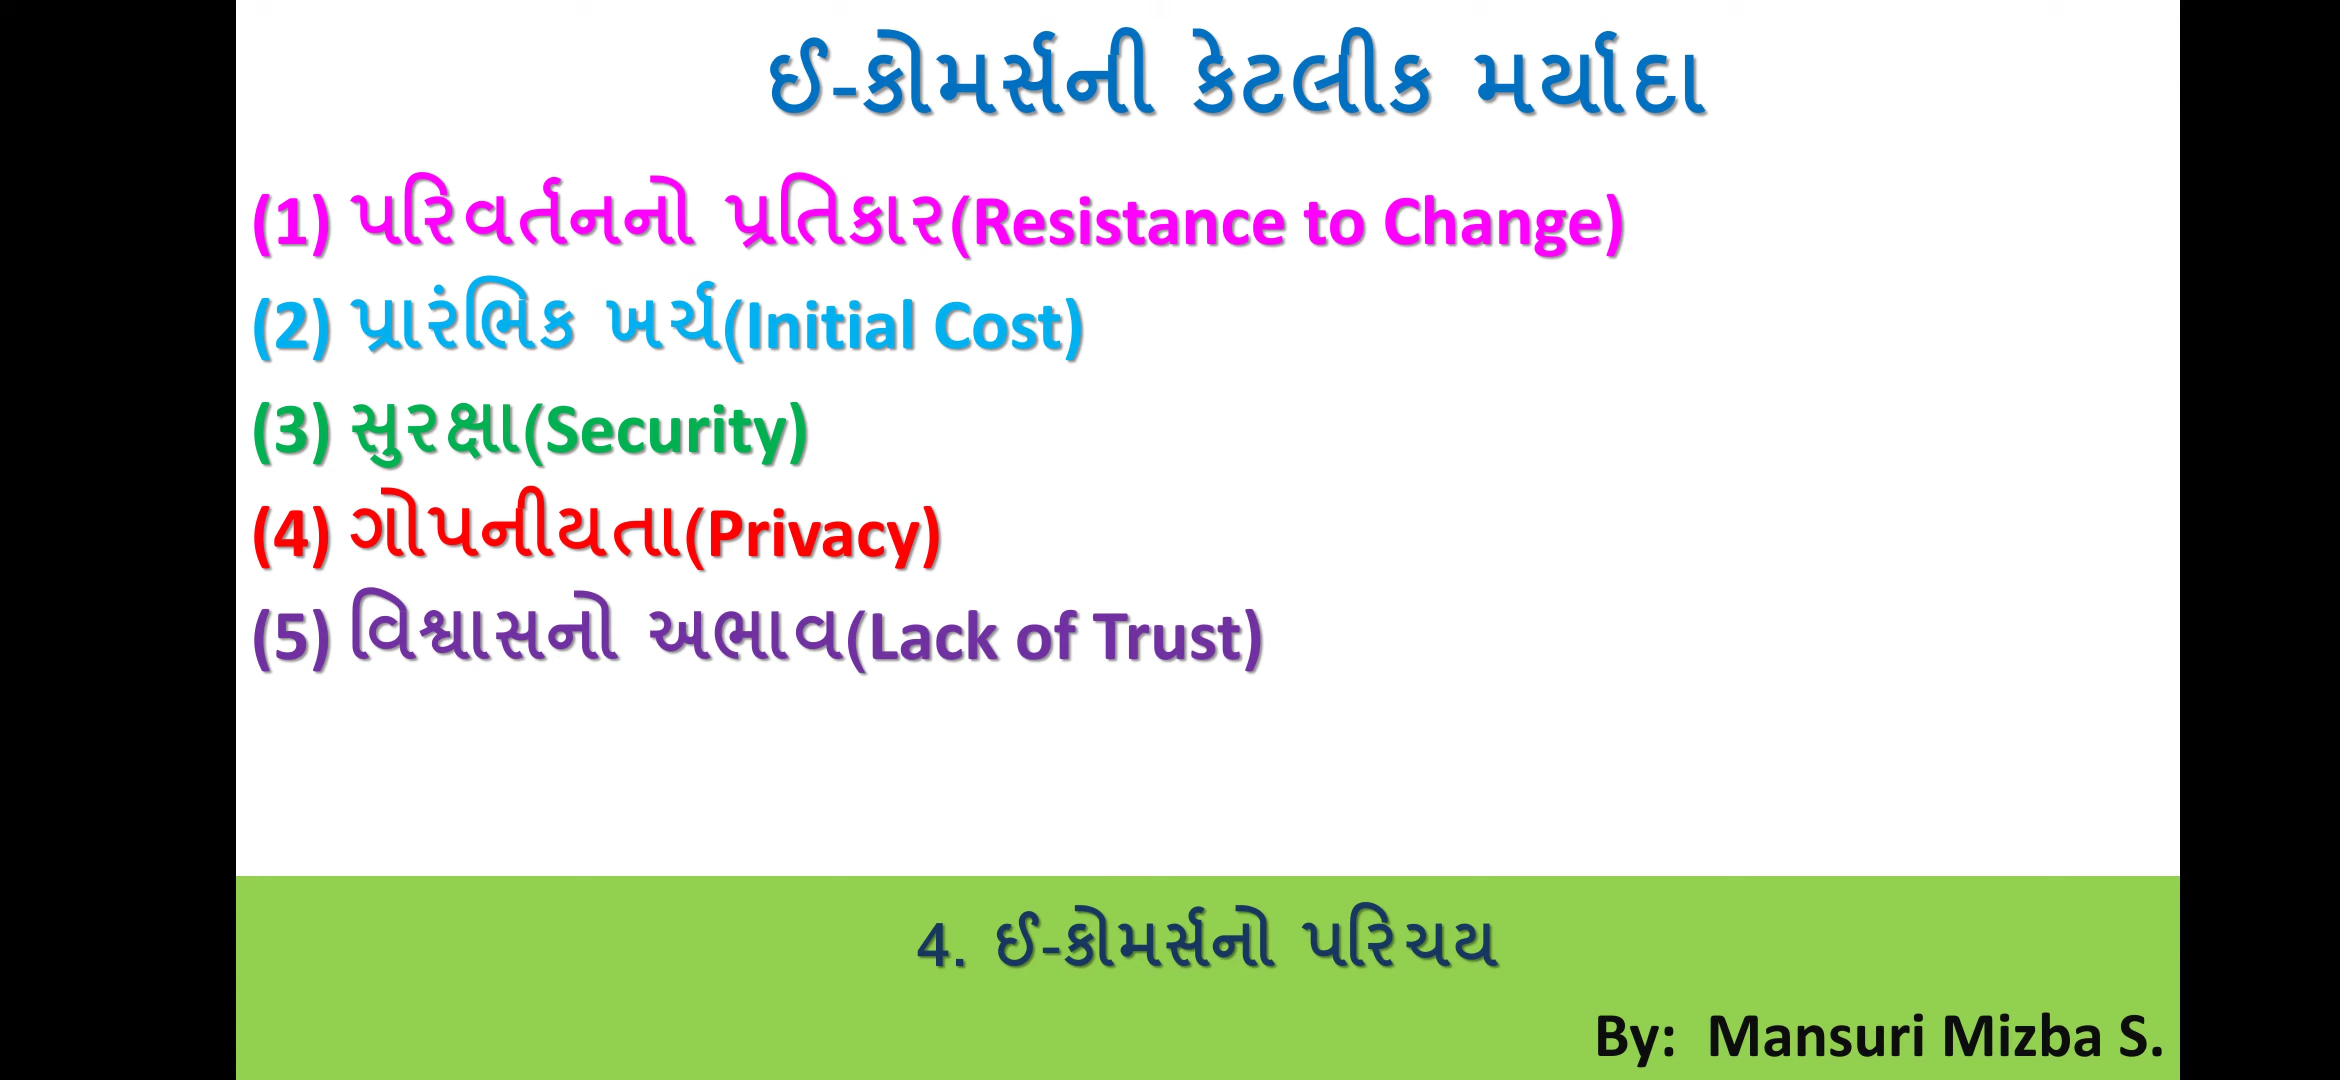 ઈ-કોમર્સની કેટલીક મર્યાદા
(1) પરિવર્તનનો પ્રતિકાર(Resistance to Change)
(2) પ્રારંભિક ખર્ચ(Initial Cost)
(3) સુરક્ષા(Security)
(4) ગોપનીયતા(Privacy)
(5) વિશ્વાસનો અભાવ(Lack of Trust)
4. ઈ-કોમર્સનો પરિચય
By: Mansuri Mizba S.